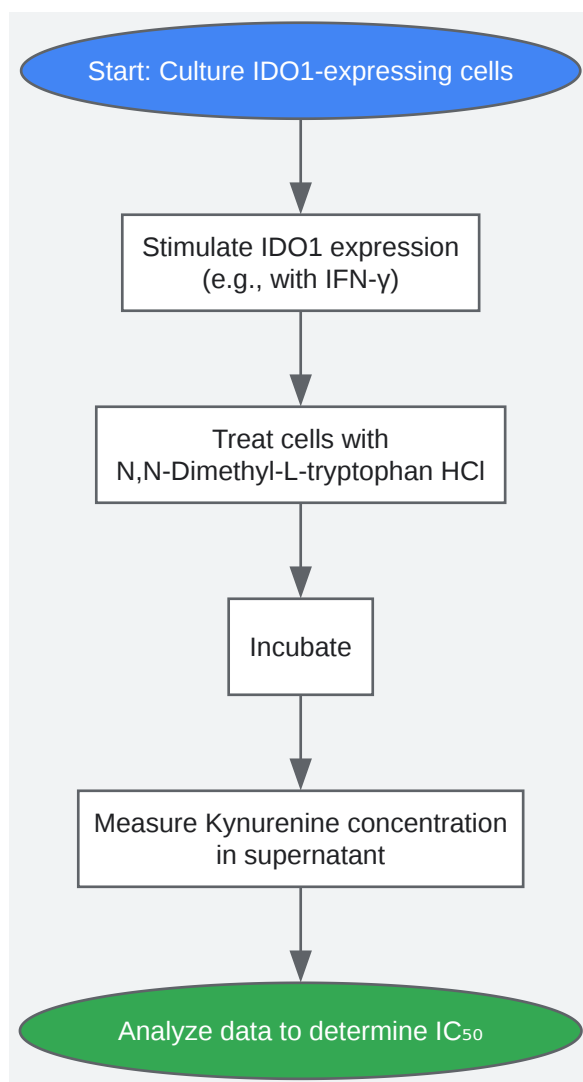 Start: Culture IDO1-expressing cells
Stimulate IDO1 expression
(e.g., with IFN-γ)
Treat cells with
N,N-Dimethyl-L-tryptophan HCl
Incubate
Measure Kynurenine concentration
in supernatant
Analyze data to determine IC₅₀